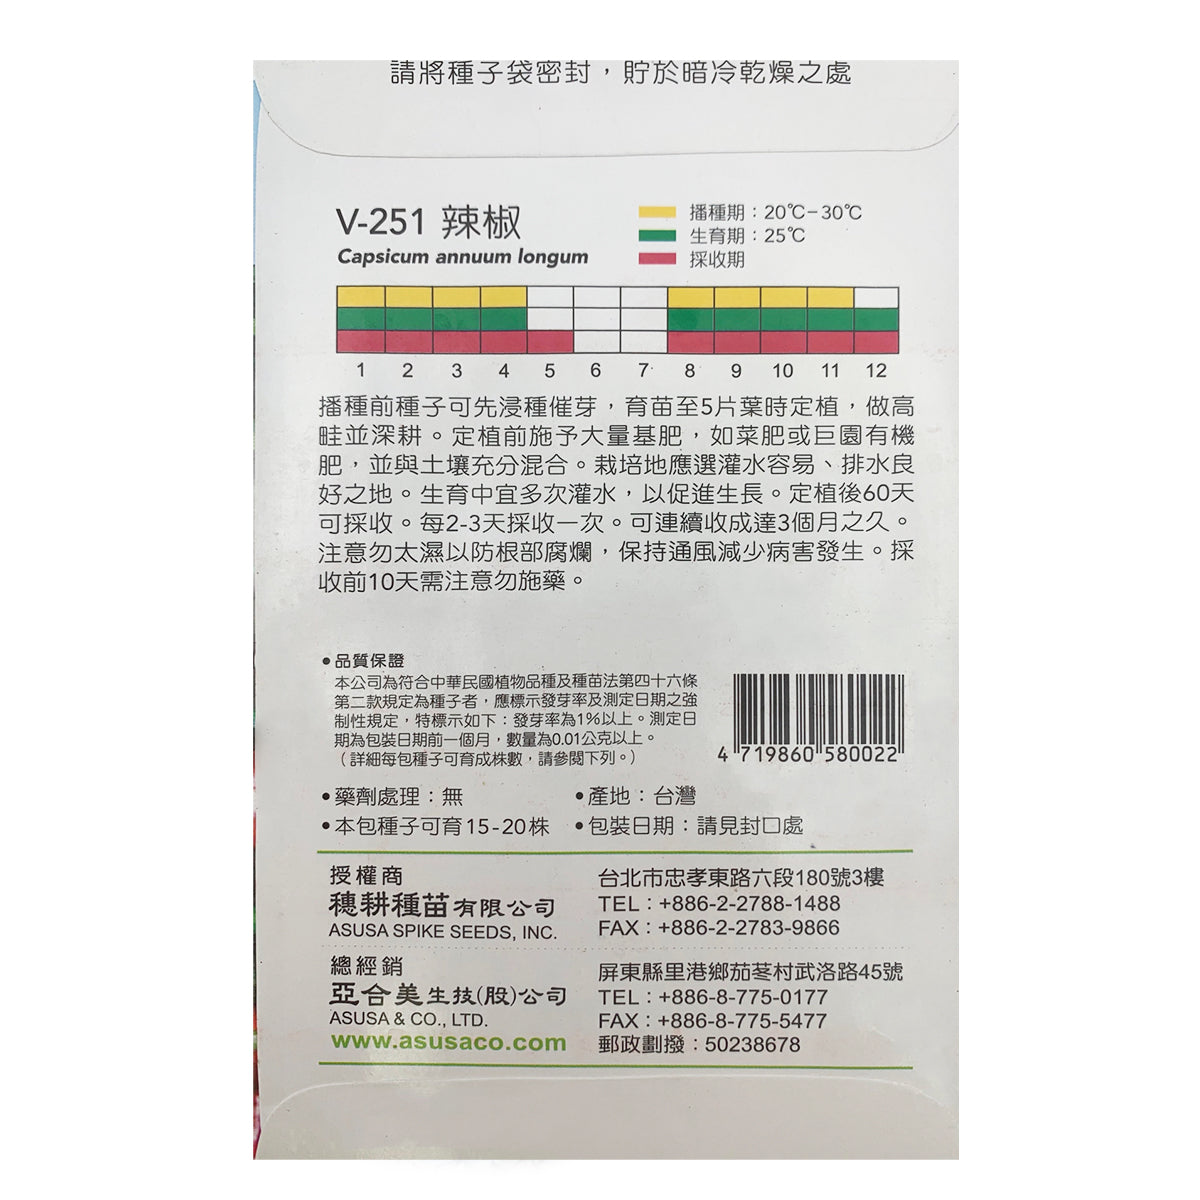 請將種子袋密封，貯於暗冷乾燥之處
V-251 辣椒
Capsicum annuum longum
播種期：20℃-30℃
生育期：25℃
採收期
1 2 3 4 5 6 7 8 9 10 11 12
播種前種子可先浸種催芽，育苗至5片葉時定植，做高
畦並深耕。定植前施予大量基肥，如菜肥或巨園有機
肥，並與土壤充分混合。栽培地應選灌水容易、排水良
好之地。生育中宜多次灌水，以促進生長。定植後60天
可採收。每2-3天採收一次。可連續收成達3個月之久。
注意勿太濕以防根部腐爛，保持通風減少病害發生。採
收前10天需注意勿施藥。
•品質保證
本公司為符合中華民國植物品種及種苗法第四十六條
第二款規定為種子者，應標示發芽率及測定日期之強
制性規定，特標示如下：發芽率為1%以上。測定日
期為包裝日期前一個月，數量為0.01公克以上。
（詳細每包種子可育成株數，請參閱下列。）
4 719860 580022
•藥劑處理：無
•產地：台灣
•本包種子可育15-20株
•包裝日期：請見封口處
授權商
穗耕種苗有限公司
ASUSA SPIKE SEEDS, INC.
台北市忠孝東路六段180號3樓
TEL：+886-2-2788-1488
FAX：+886-2-2783-9866
總經銷
亞合美生技(股)公司
ASUSA & CO., LTD.
www.asusaco.com
屏東縣里港鄉茄苳村武洛路45號
TEL：+886-8-775-0177
FAX：+886-8-775-5477
郵政劃撥：50238678